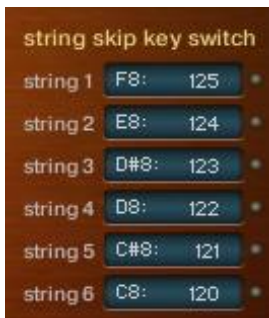 string skip key switch
string 1 F8: 125
string 2 E8: 124
string 3 D#8: 123
string 4 D8: 122
string 5 C#8: 121
string 6 C8: 120